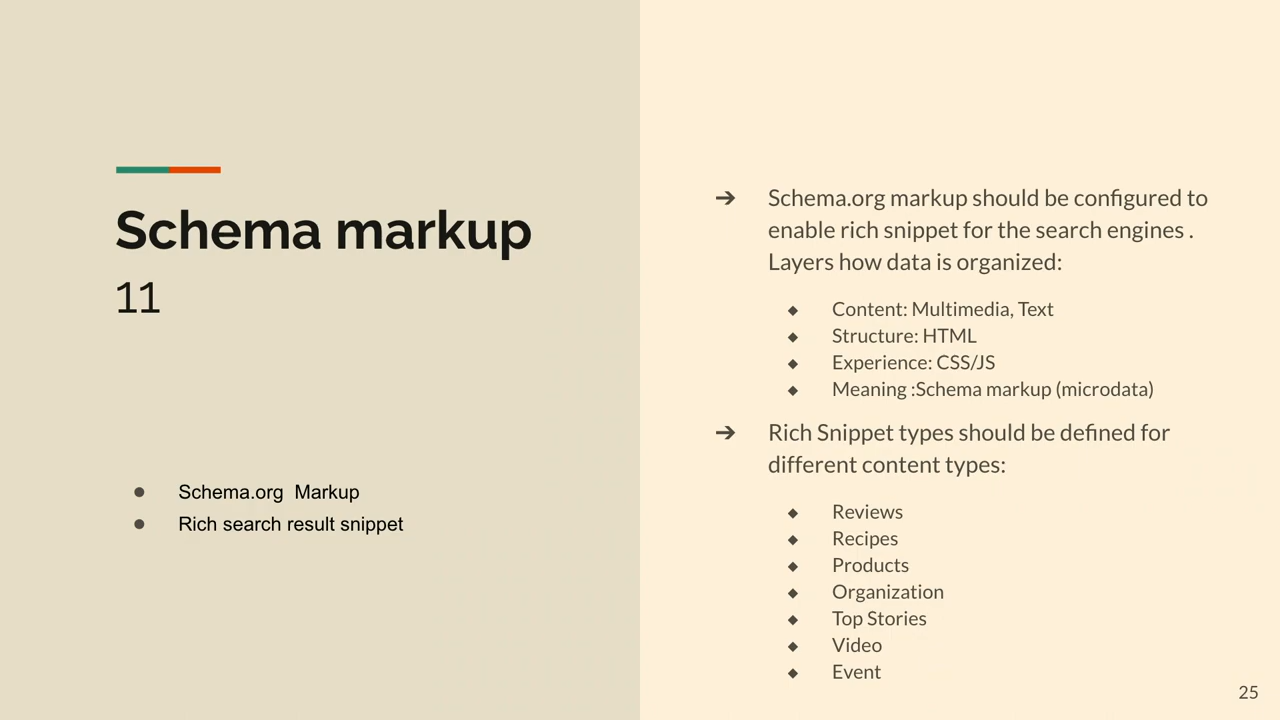 Schema markup
11
Schema.org  Markup
Rich search result snippet
Schema.org markup should be configured to
enable rich snippet for the search engines .
Layers how data is organized:
Content: Multimedia, Text
Structure: HTML
Experience: CSS/JS
Meaning :Schema markup (microdata)
Rich Snippet types should be defined for
different content types:
Reviews
Recipes
Products
Organization
Top Stories
Video
Event
25